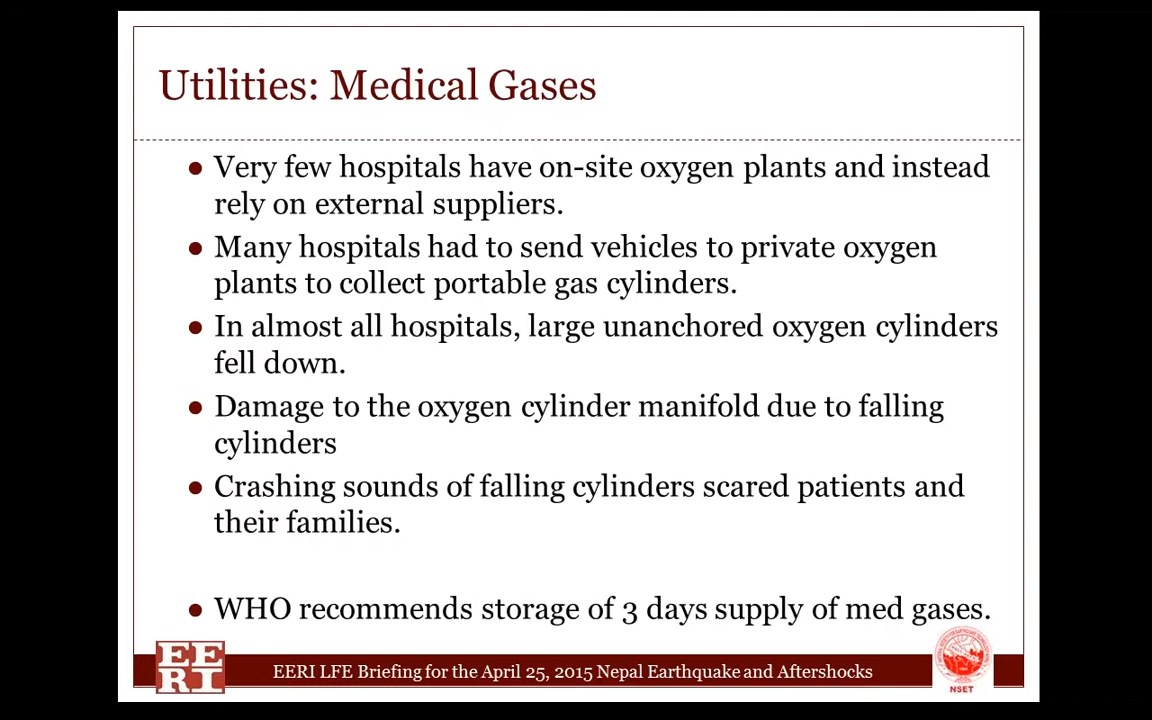 Utilities: Medical Gases
● Very few hospitals have on-site oxygen plants and instead
rely on external suppliers.
● Many hospitals had to send vehicles to private oxygen
plants to collect portable gas cylinders.
● In almost all hospitals, large unanchored oxygen cylinders
fell down.
● Damage to the oxygen cylinder manifold due to falling
cylinders
● Crashing sounds of falling cylinders scared patients and
their families.
● WHO recommends storage of 3 days supply of med gases.
EE
RI
EERI LFE Briefing for the April 25, 2015 Nepal Earthquake and Aftershocks
NSET